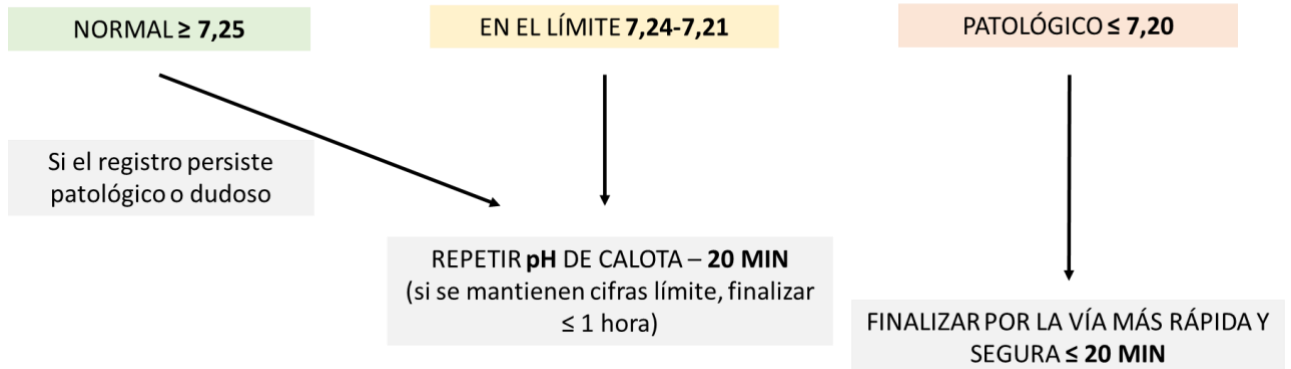 NORMAL ≥ 7,25
EN EL LÍMITE 7,24-7,21
PATOLÓGICO ≤ 7,20
Si el registro persiste
patológico o dudoso
REPETIR pH DE CALOTA – 20 MIN
(si se mantienen cifras límite, finalizar
≤ 1 hora)
FINALIZAR POR LA VÍA MÁS RÁPIDA Y
SEGURA ≤ 20 MIN